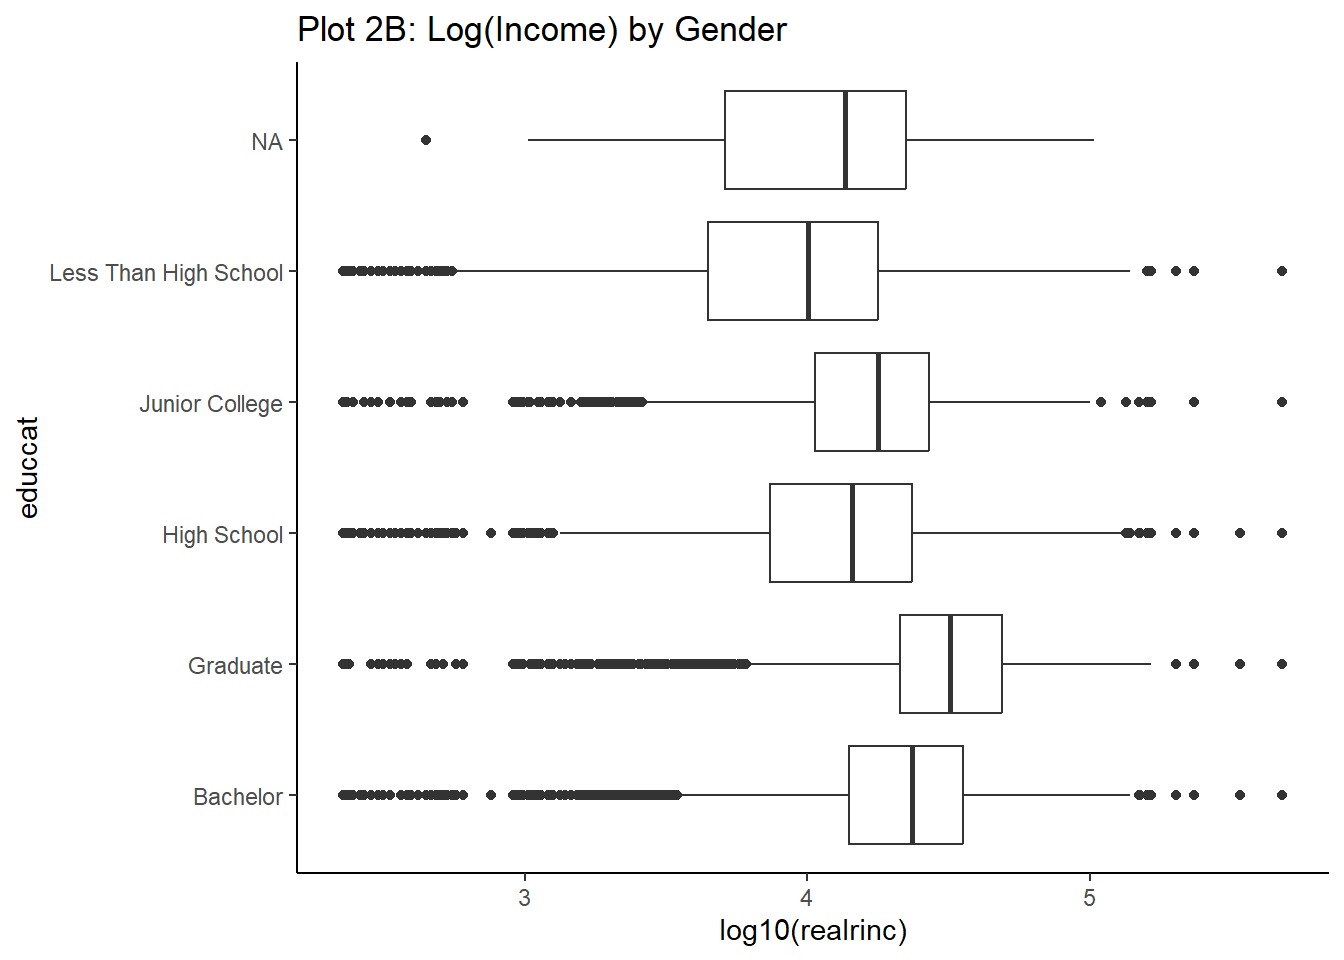 Plot 2B: Log(Income) by Gender
NA
Less Than High School
Junior College
High School
Graduate
Bachelor
educcat
3 4 5
log10(realrinc)